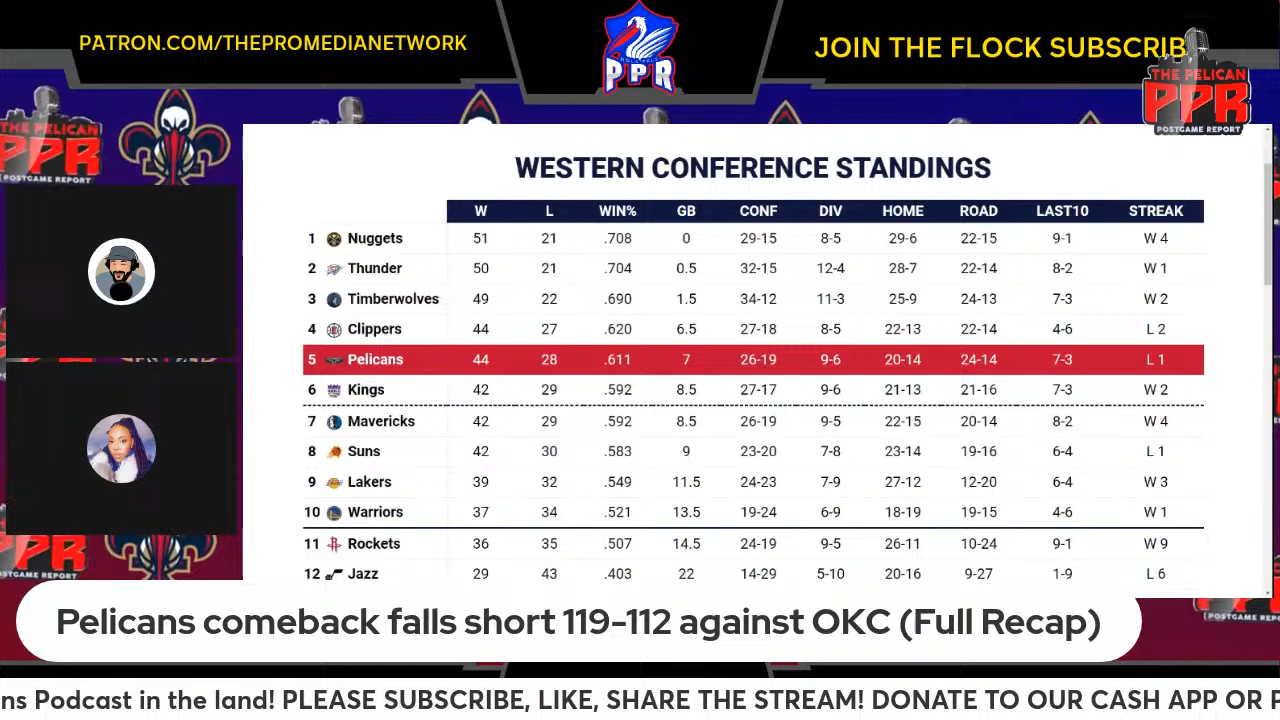 PATRON.COM/THEPROMEDIANETWORK
PPR
JOIN THE FLOCK SUBSCRIB
THE PELICAN
PPR
POSTGAME REPORT
THE PELICAN
PPR
POSTGAME REPORT
WESTERN CONFERENCE STANDINGS
W L WIN% GB CONF DIV HOME ROAD LAST10 STREAK
1 Nuggets 51 21 .708 0 29-15 8-5 29-6 22-15 9-1 W 4
2 Thunder 50 21 .704 0.5 32-15 12-4 28-7 22-14 8-2 W 1
3 Timberwolves 49 22 .690 1.5 34-12 11-3 25-9 24-13 7-3 W 2
4 Clippers 44 27 .620 6.5 27-18 8-5 22-13 22-14 4-6 L 2
5 Pelicans 44 28 .611 7 26-19 9-6 20-14 24-14 7-3 L 1
6 Kings 42 29 .592 8.5 27-17 9-6 21-13 21-16 7-3 W 2
7 Mavericks 42 29 .592 8.5 26-19 9-5 22-15 20-14 8-2 W 4
8 Suns 42 30 .583 9 23-20 7-8 23-14 19-16 6-4 L 1
9 Lakers 39 32 .549 11.5 24-23 7-9 27-12 12-20 6-4 W 3
10 Warriors 37 34 .521 13.5 19-24 6-9 18-19 19-15 4-6 W 1
11 Rockets 36 35 .507 14.5 24-19 9-5 26-11 10-24 9-1 W 9
12 Jazz 29 43 .403 22 14-29 5-10 20-16 9-27 1-9 L 6
PPR
POSTGAME REPORT
POSTGAME REPORT
Pelicans comeback falls short 119-112 against OKC (Full Recap)
ns Podcast in the land! PLEASE SUBSCRIBE, LIKE, SHARE THE STREAM! DONATE TO OUR CASH APP OR